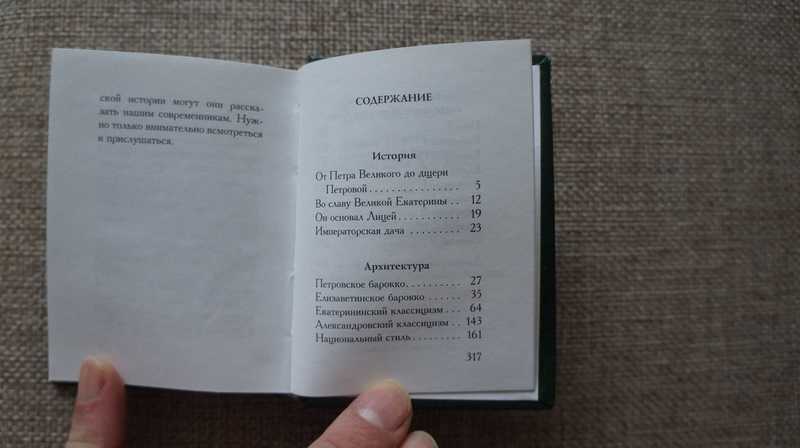 ской истории могут они расска-
зать нашим современникам. Нуж-
но только внимательно всмотреться
и прислушаться.
СОДЕРЖАНИЕ
История
От Петра Великого до дщери
Петровой . . . . . . . . . . . . . . . . 5
Во славу Великой Екатерины . . 12
Он основал Лицей . . . . . . . . . . . 19
Императорская дача . . . . . . . . . 23
Архитектура
Петровское барокко . . . . . . . . . . 27
Елизаветинское барокко . . . . . . 35
Екатерининский классицизм . . . 64
Александровский классицизм . . 143
Национальный стиль . . . . . . . . . 161
317